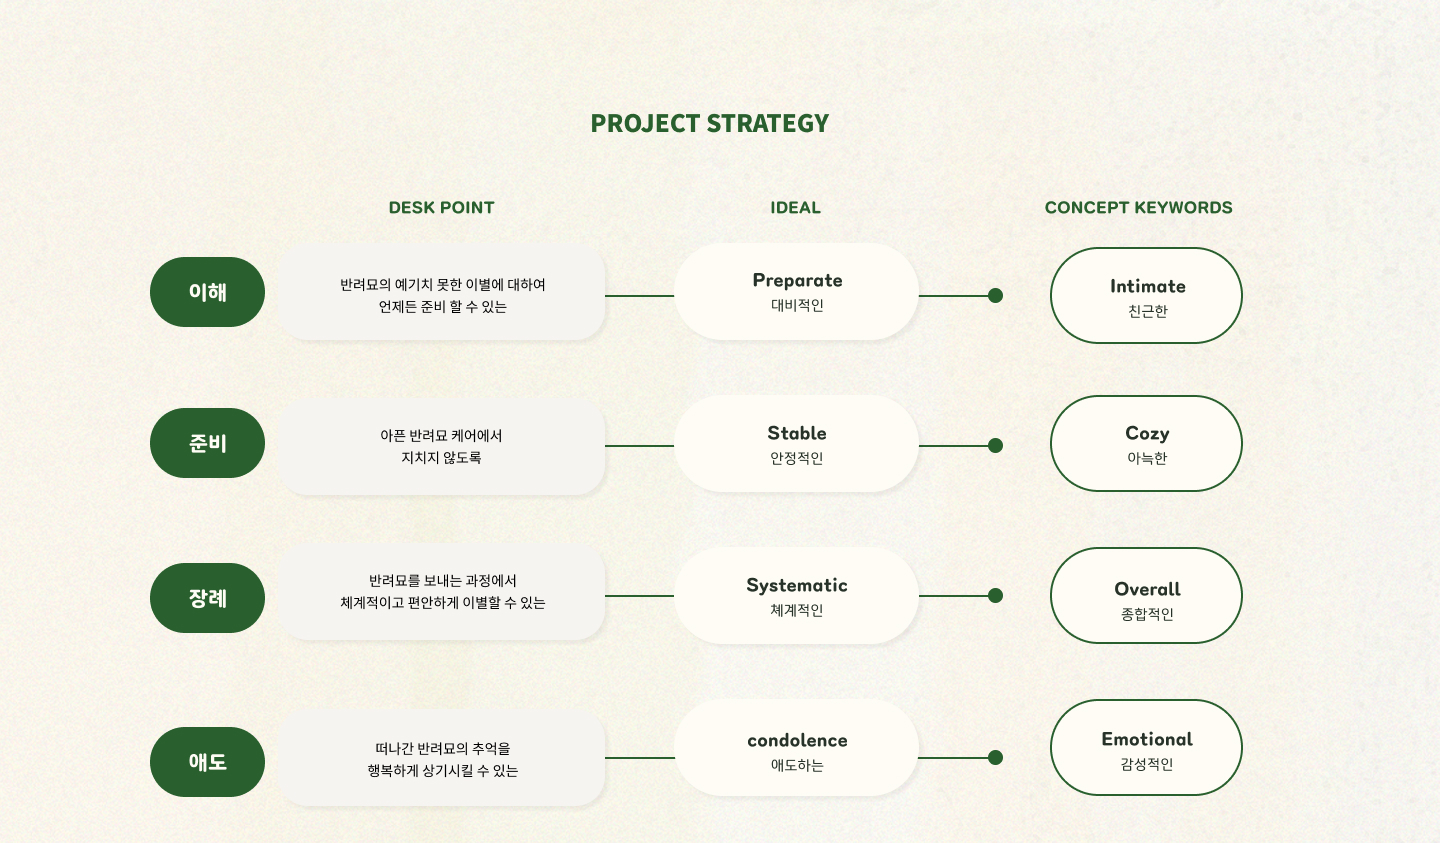 PROJECT STRATEGY
DESK POINT
IDEAL
CONCEPT KEYWORDS
이해
반려묘의 예기치 못한 이별에 대하여
언제든 준비 할 수 있는
Preparate
대비적인
Intimate
친근한
준비
아픈 반려묘 케어에서
지치지 않도록
Stable
안정적인
Cozy
아늑한
장례
반려묘를 보내는 과정에서
체계적이고 편안하게 이별할 수 있는
Systematic
쳬계적인
Overall
종합적인
애도
떠나간 반려묘의 추억을
행복하게 상기시킬 수 있는
condolence
애도하는
Emotional
감성적인